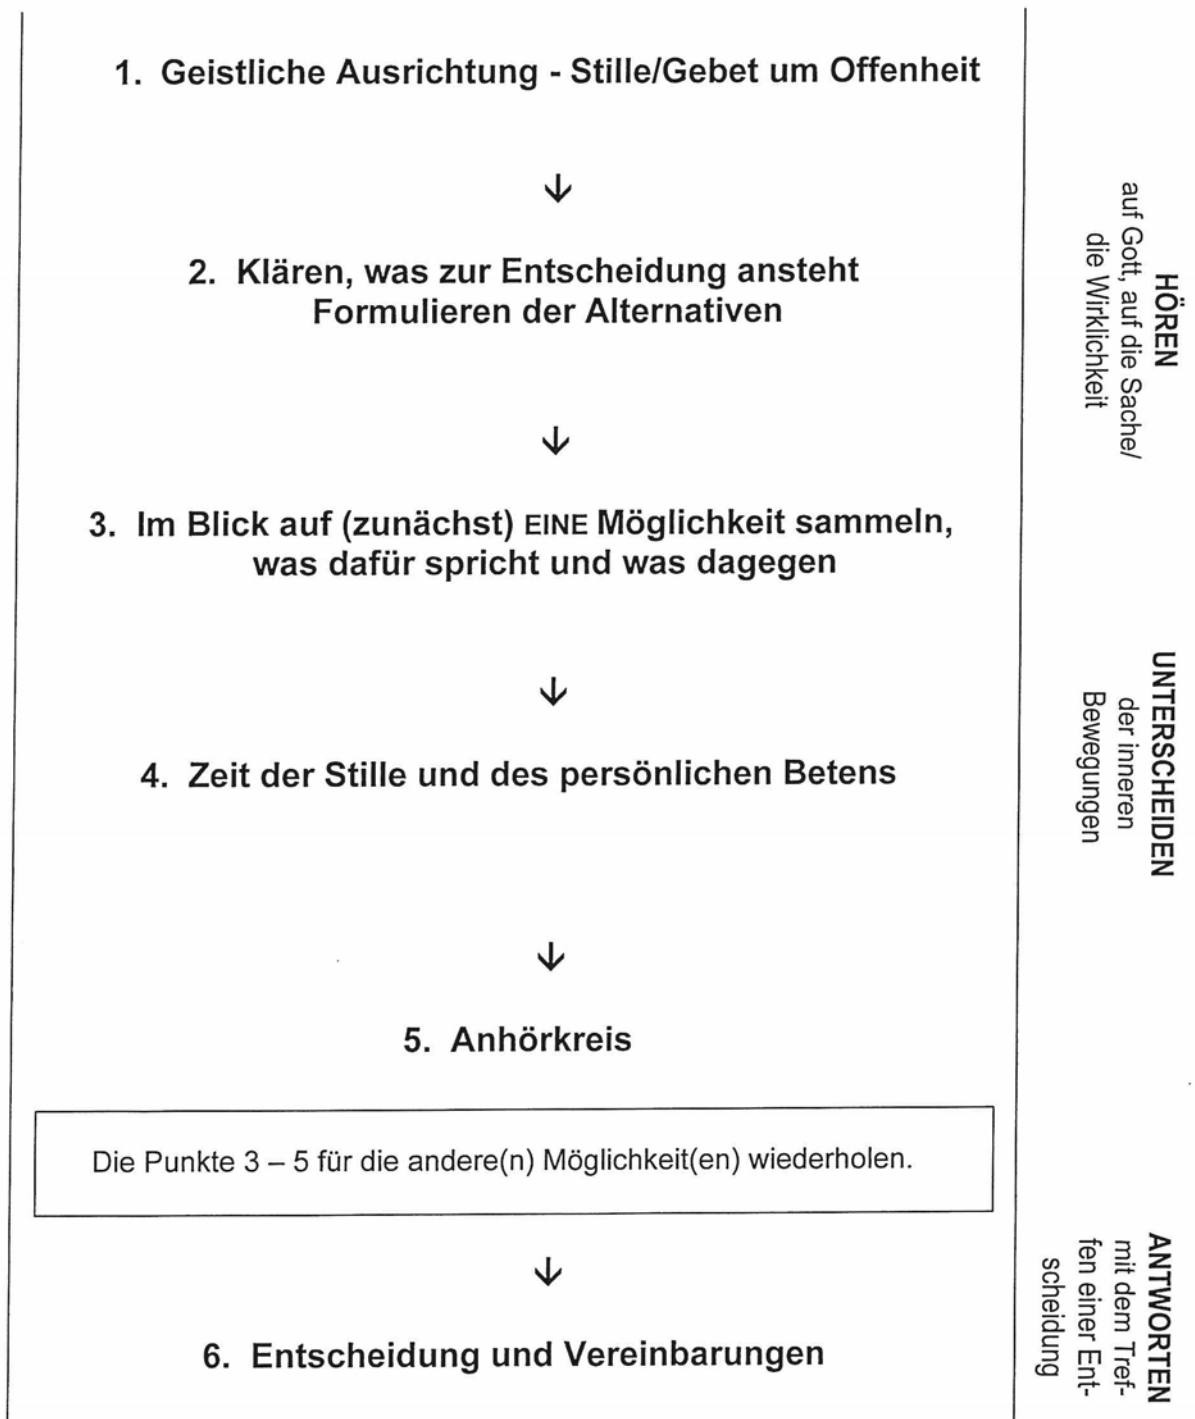 1. Geistliche Ausrichtung - Stille/Gebet um Offenheit
↓
2. Klären, was zur Entscheidung ansteht
Formulieren der Alternativen
↓
3. Im Blick auf (zunächst) EINE Möglichkeit sammeln,
was dafür spricht und was dagegen
↓
4. Zeit der Stille und des persönlichen Betens
↓
5. Anhörkreis
Die Punkte 3 – 5 für die andere(n) Möglichkeit(en) wiederholen.
↓
6. Entscheidung und Vereinbarungen
HÖREN
auf Gott, auf die Sache/
die Wirklichkeit
UNTERSCHEIDEN
der inneren
Bewegungen
ANTWORTEN
mit dem Tref-
fen einer Ent-
scheidung